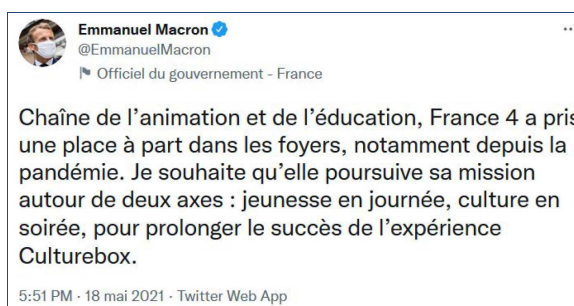 Emmanuel Macron
@EmmanuelMacron
Officiel du gouvernement - France
Chaîne de l’animation et de l’éducation, France 4 a pris
une place à part dans les foyers, notamment depuis la
pandémie. Je souhaite qu’elle poursuive sa mission
autour de deux axes : jeunesse en journée, culture en
soirée, pour prolonger le succès de l’expérience
Culturebox.
5:51 PM · 18 mai 2021 · Twitter Web App